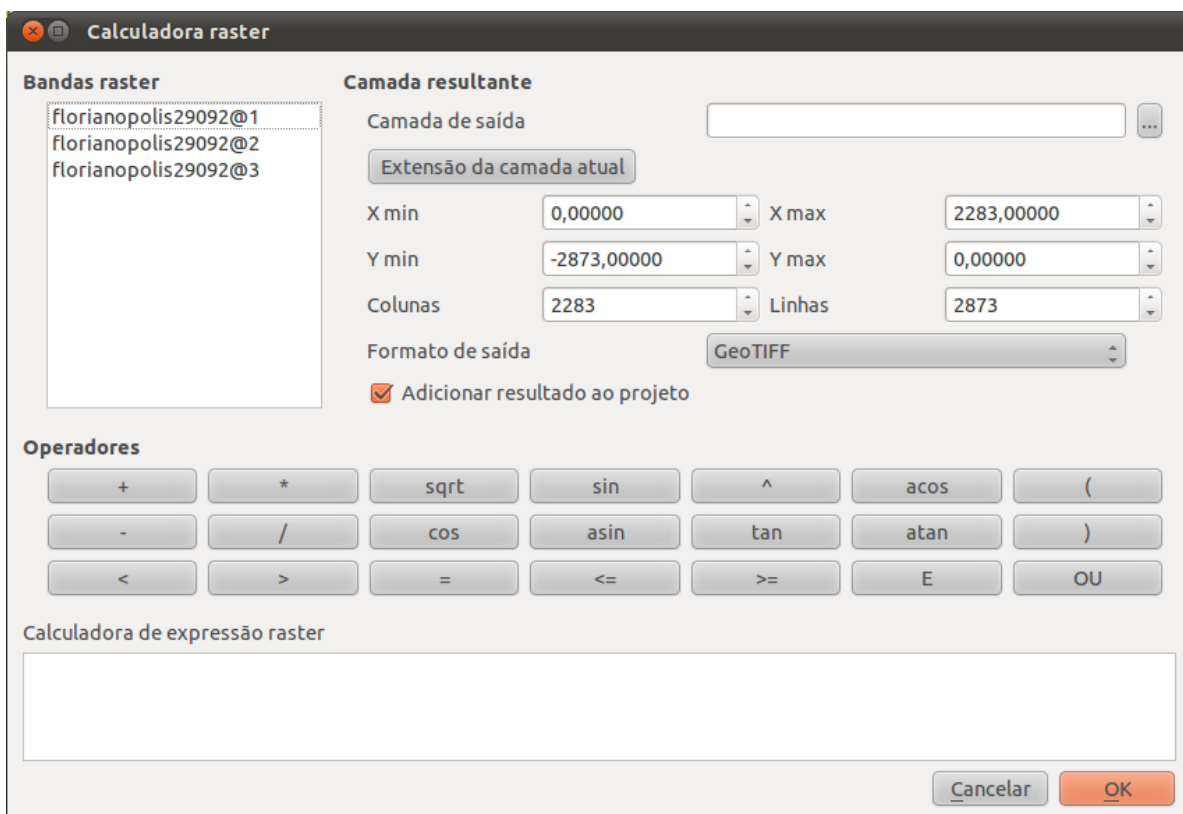 Calculadora raster
Bandas raster
florianopolis29092@1
florianopolis29092@2
florianopolis29092@3
Camada resultante
Camada de saída
...
Extensão da camada atual
X min 0,00000 X max 2283,00000
Y min -2873,00000 Y max 0,00000
Colunas 2283 Linhas 2873
Formato de saída GeoTIFF
Adicionar resultado ao projeto
Operadores
+ * sqrt sin ^ acos (
- / cos asin tan atan )
< > = <= >= E OU
Calculadora de expressão raster
Cancelar OK